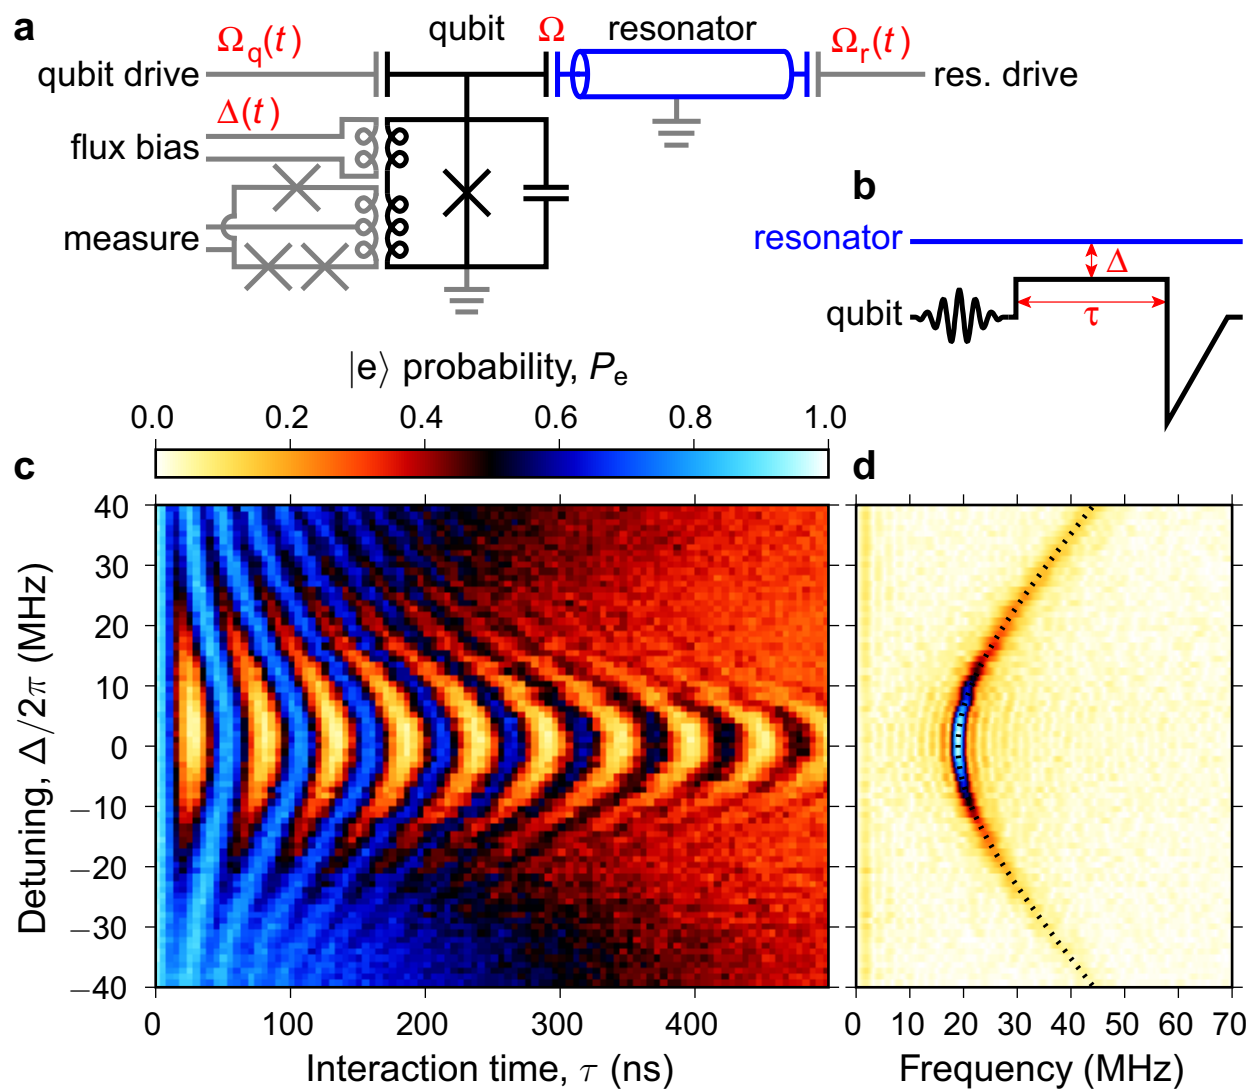 a
Ω_q(t)
qubit
Ω
resonator
Ω_r(t)
qubit drive
res. drive
Δ(t)
flux bias
measure
b
resonator
Δ
qubit
τ
|e⟩ probability, P_e
0.0 0.2 0.4 0.6 0.8 1.0
c
d
40
30
20
10
0
−10
−20
−30
−40
Detuning, Δ/2π (MHz)
0 100 200 300 400
Interaction time, τ (ns)
0 10 20 30 40 50 60 70
Frequency (MHz)